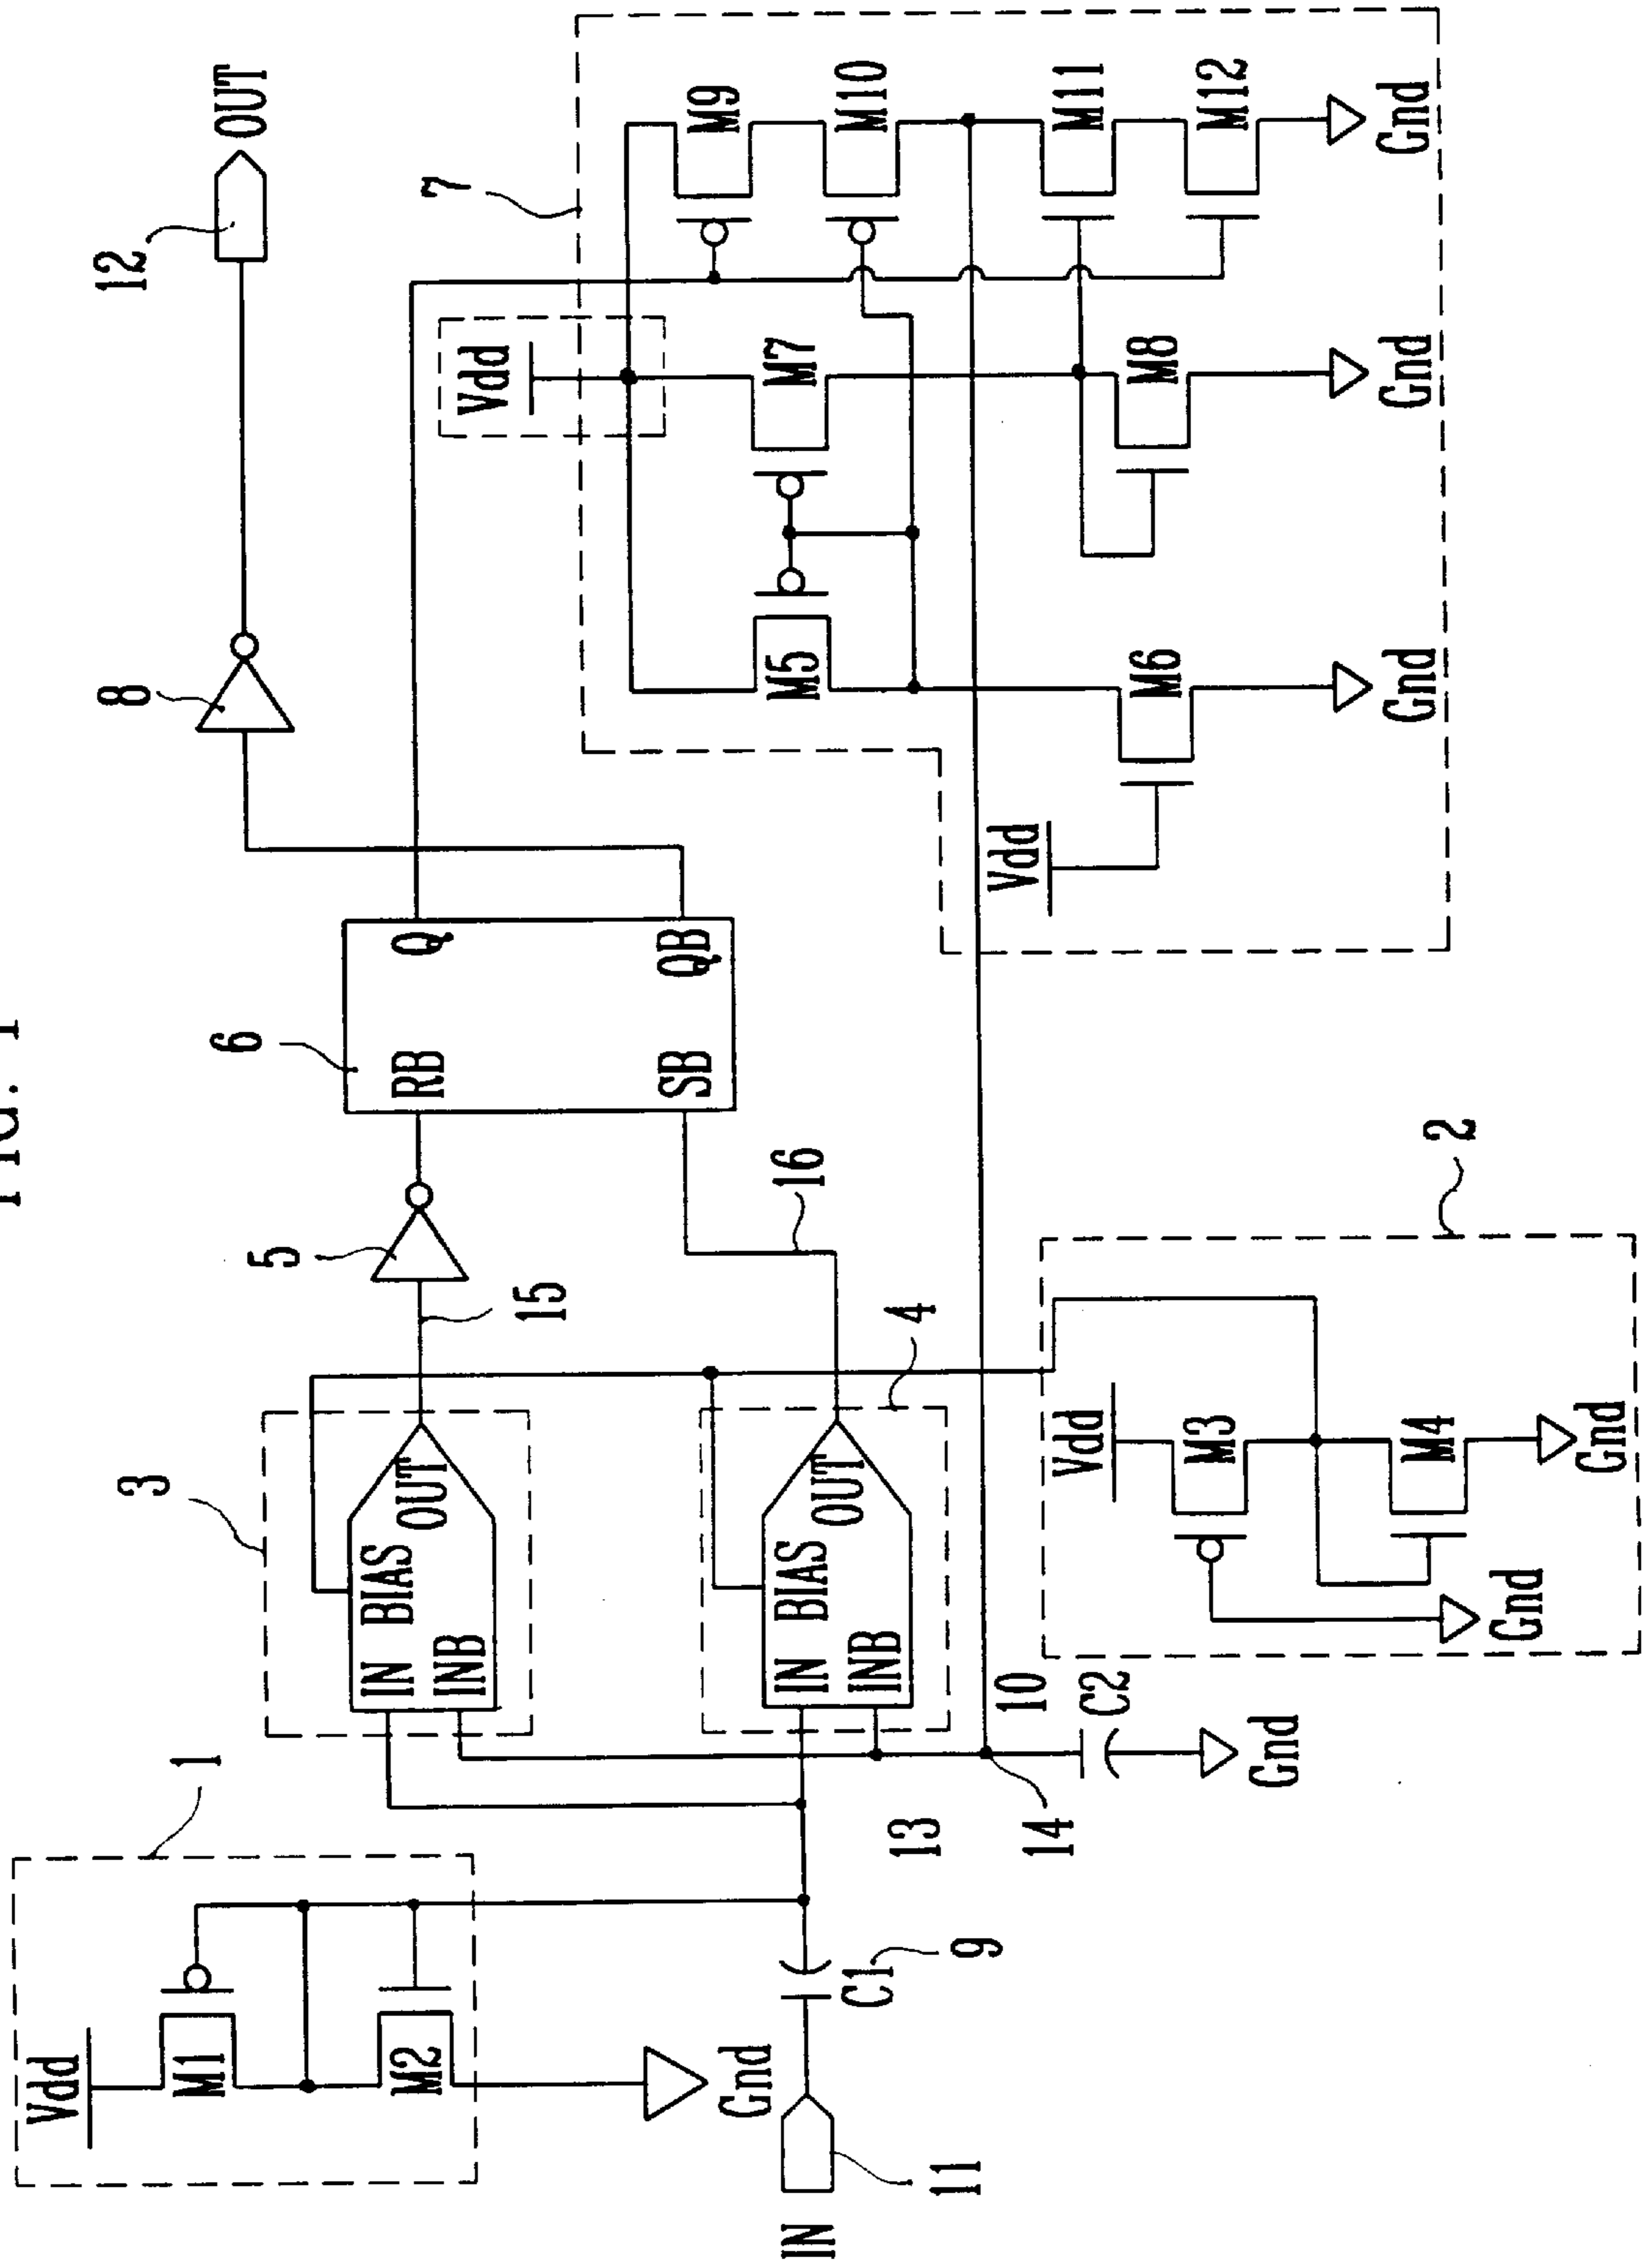 FIG. 1
1
Vdd
M1
M2
Gnd
IN
11
C1
9
13
14
10
C2
Gnd
3
IN
BIAS
INB
OUT
15
5
IN
BIAS
INB
OUT
4
16
2
Vdd
M3
M4
Gnd
Gnd
6
RB
Q
SB
QB
8
12
OUT
7
Vdd
M5
M7
M9
M10
M6
M8
M11
M12
Vdd
Gnd
Gnd
Gnd